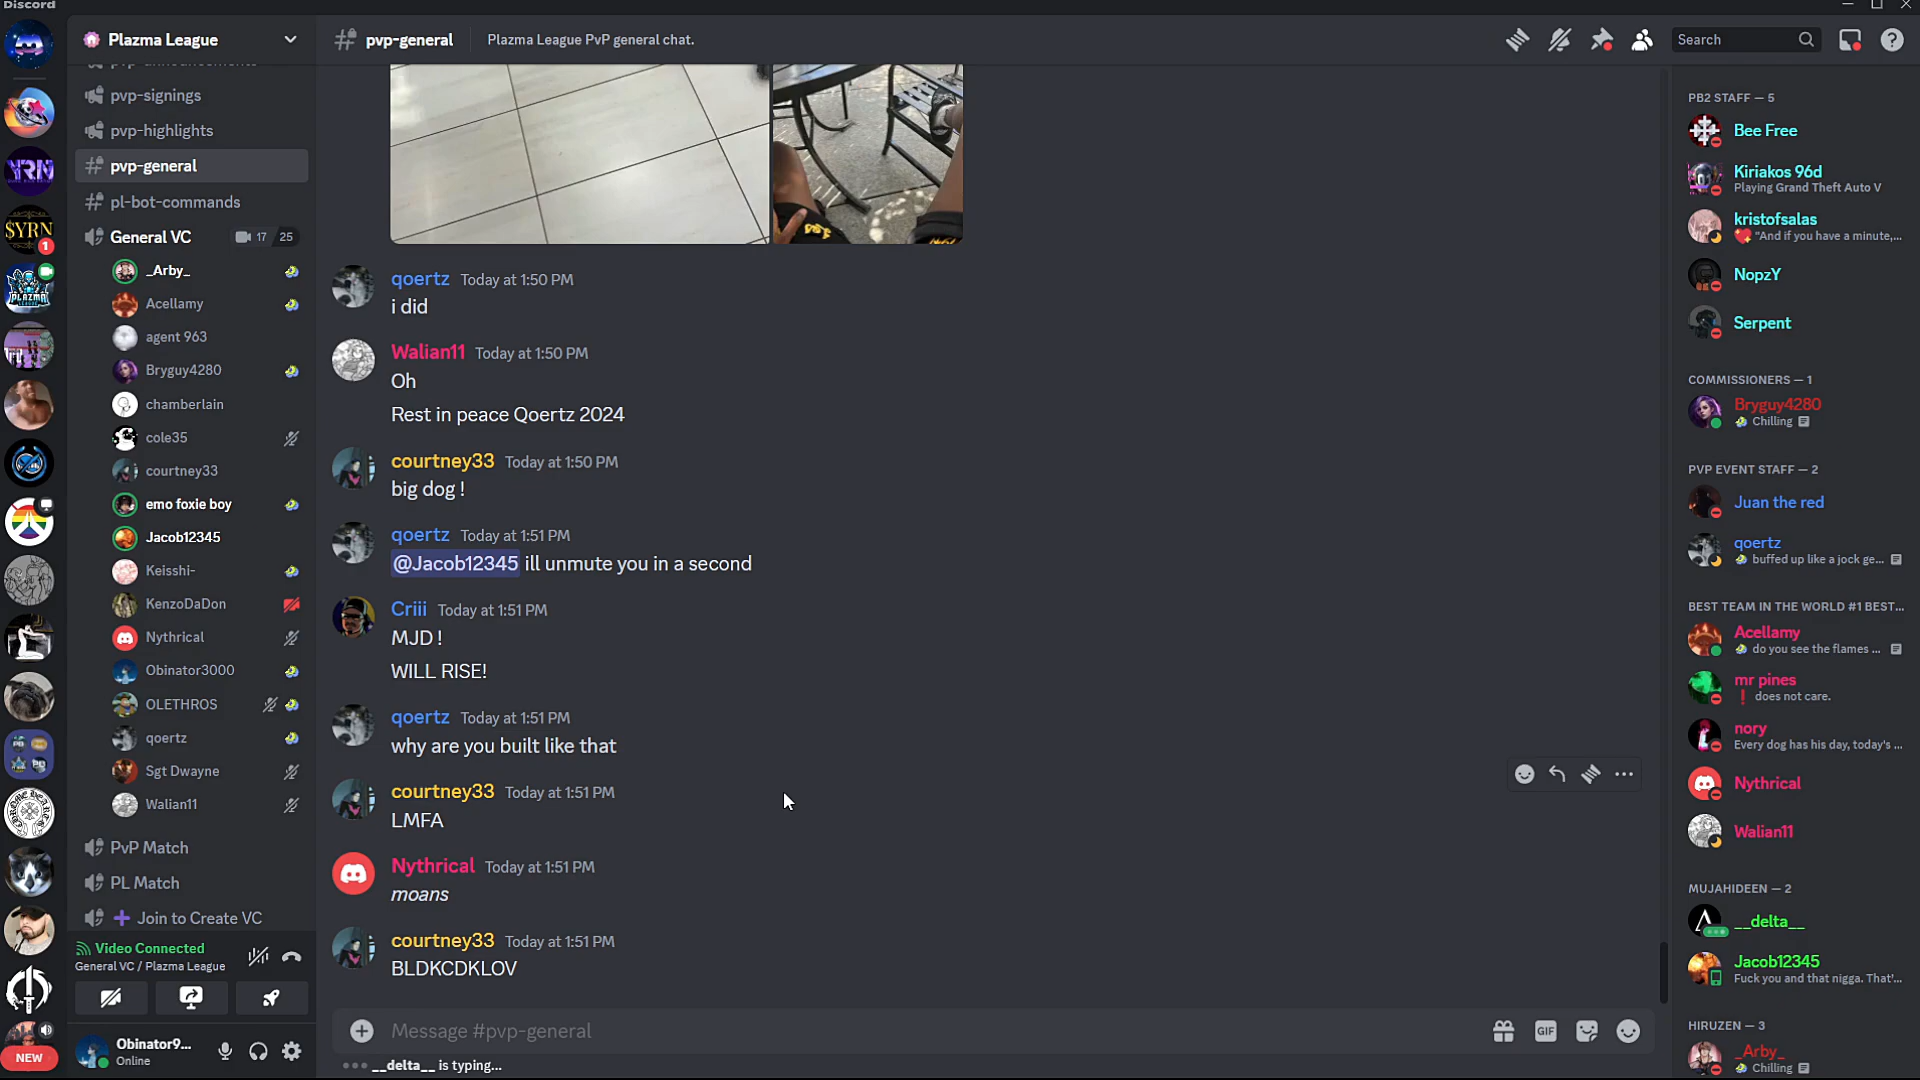 Discord
Plazma League
pvp-announcements
pvp-signings
pvp-highlights
pvp-general
pl-bot-commands
General VC 17 25
_Arby_
Acellamy
agent 963
Bryguy4280
chamberlain
cole35
courtney33
emo foxie boy
Jacob12345
Keisshi-
KenzoDaDon
Nythrical
Obinator3000
OLETHROS
qoertz
Sgt Dwayne
Walian11
PvP Match
PL Match
Join to Create VC
Video Connected
General VC / Plazma League
Obinator9...
Online
YRN
$YRN
1
PLAZMA
NEW
pvp-general Plazma League PvP general chat.
Search
qoertz Today at 1:50 PM
i did
Walian11 Today at 1:50 PM
Oh
Rest in peace Qoertz 2024
courtney33 Today at 1:50 PM
big dog !
qoertz Today at 1:51 PM
@Jacob12345 ill unmute you in a second
Criii Today at 1:51 PM
MJD !
WILL RISE!
qoertz Today at 1:51 PM
why are you built like that
courtney33 Today at 1:51 PM
LMFA
Nythrical Today at 1:51 PM
moans
courtney33 Today at 1:51 PM
BLDKCDKLOV
Message #pvp-general
GIF
__delta__ is typing...
PB2 STAFF — 5
Bee Free
Kiriakos 96d
Playing Grand Theft Auto V
kristofsalas
"And if you have a minute,...
NopzY
Serpent
COMMISSIONERS — 1
Bryguy4280
Chilling
PVP EVENT STAFF — 2
Juan the red
qoertz
buffed up like a jock ge...
BEST TEAM IN THE WORLD #1 BEST...
Acellamy
do you see the flames ...
mr pines
does not care.
nory
Every dog has his day, today's ...
Nythrical
Walian11
MUJAHIDEEN — 2
__delta__
Jacob12345
Fuck you and that nigga. That'...
HIRUZEN — 3
_Arby_
Chilling